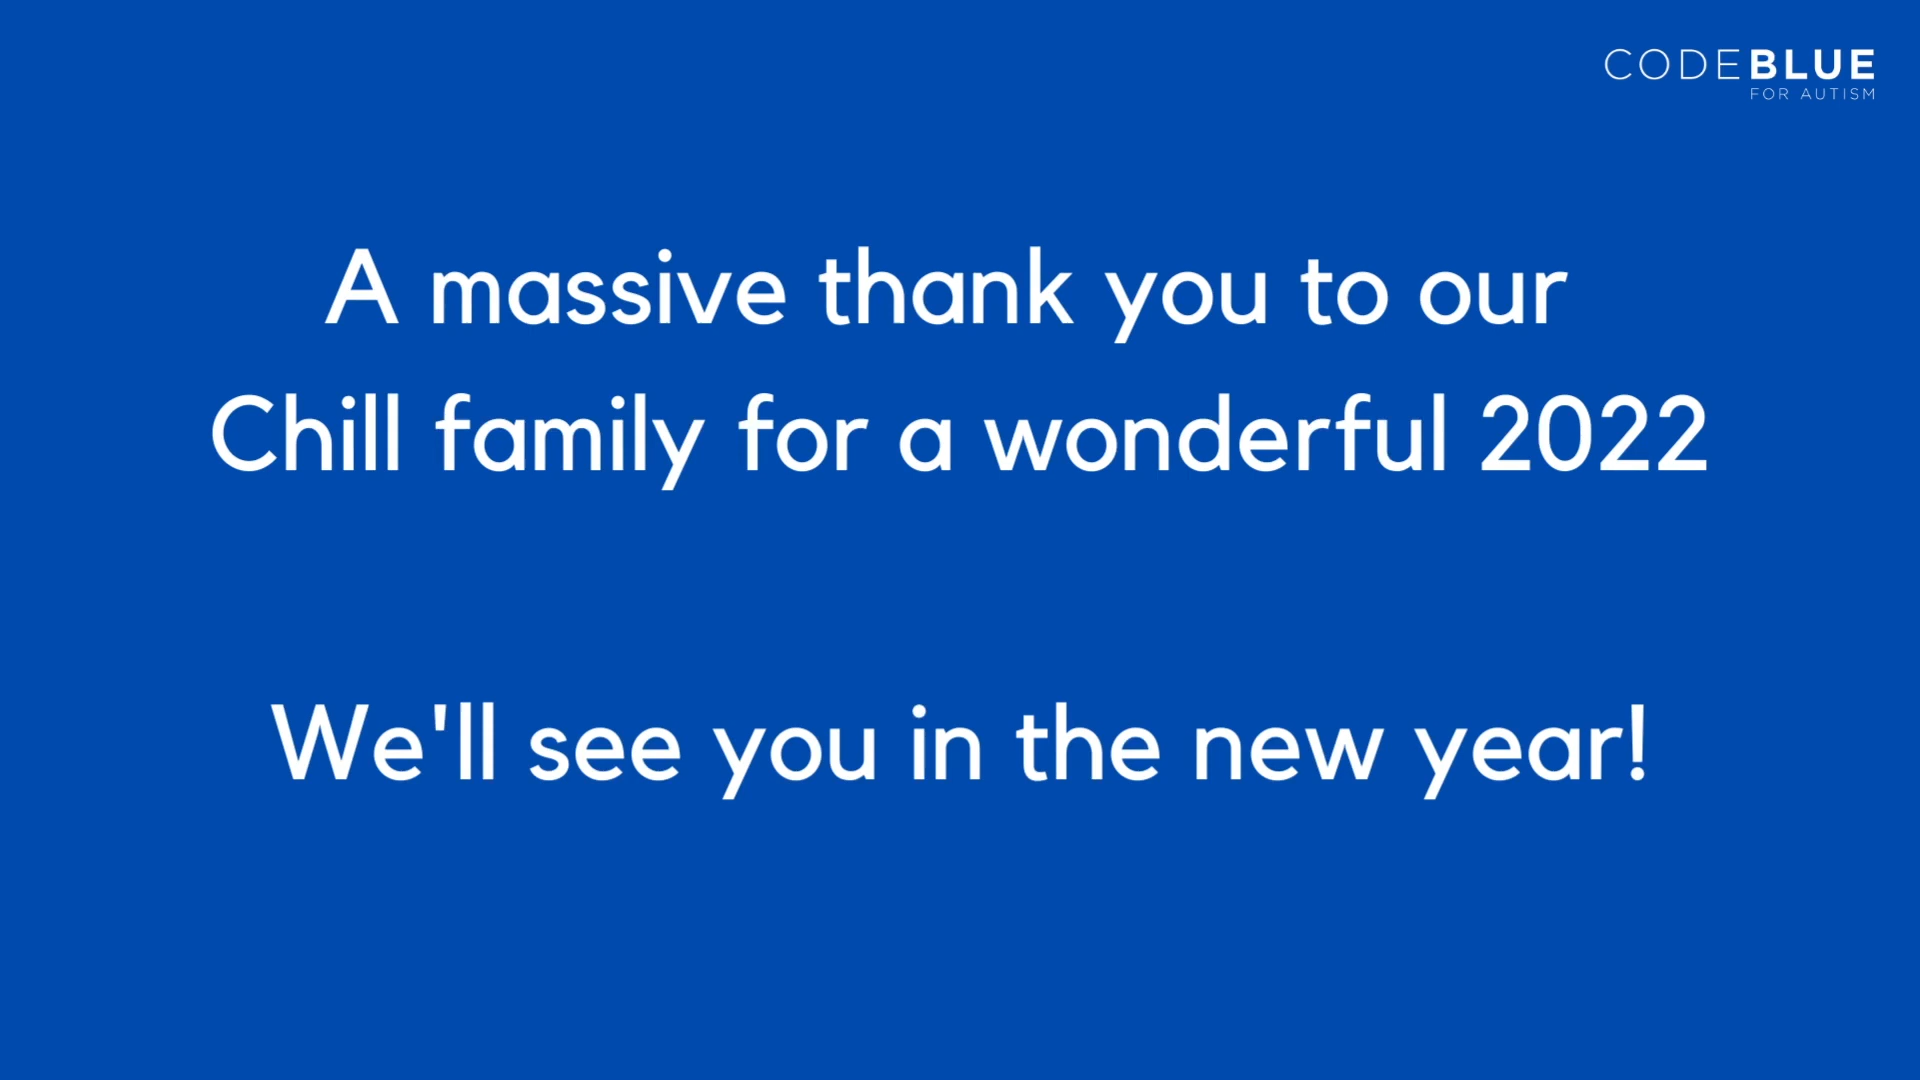 CODEBLUE
FOR AUTISM
A massive thank you to our
Chill family for a wonderful 2022
We'll see you in the new year!